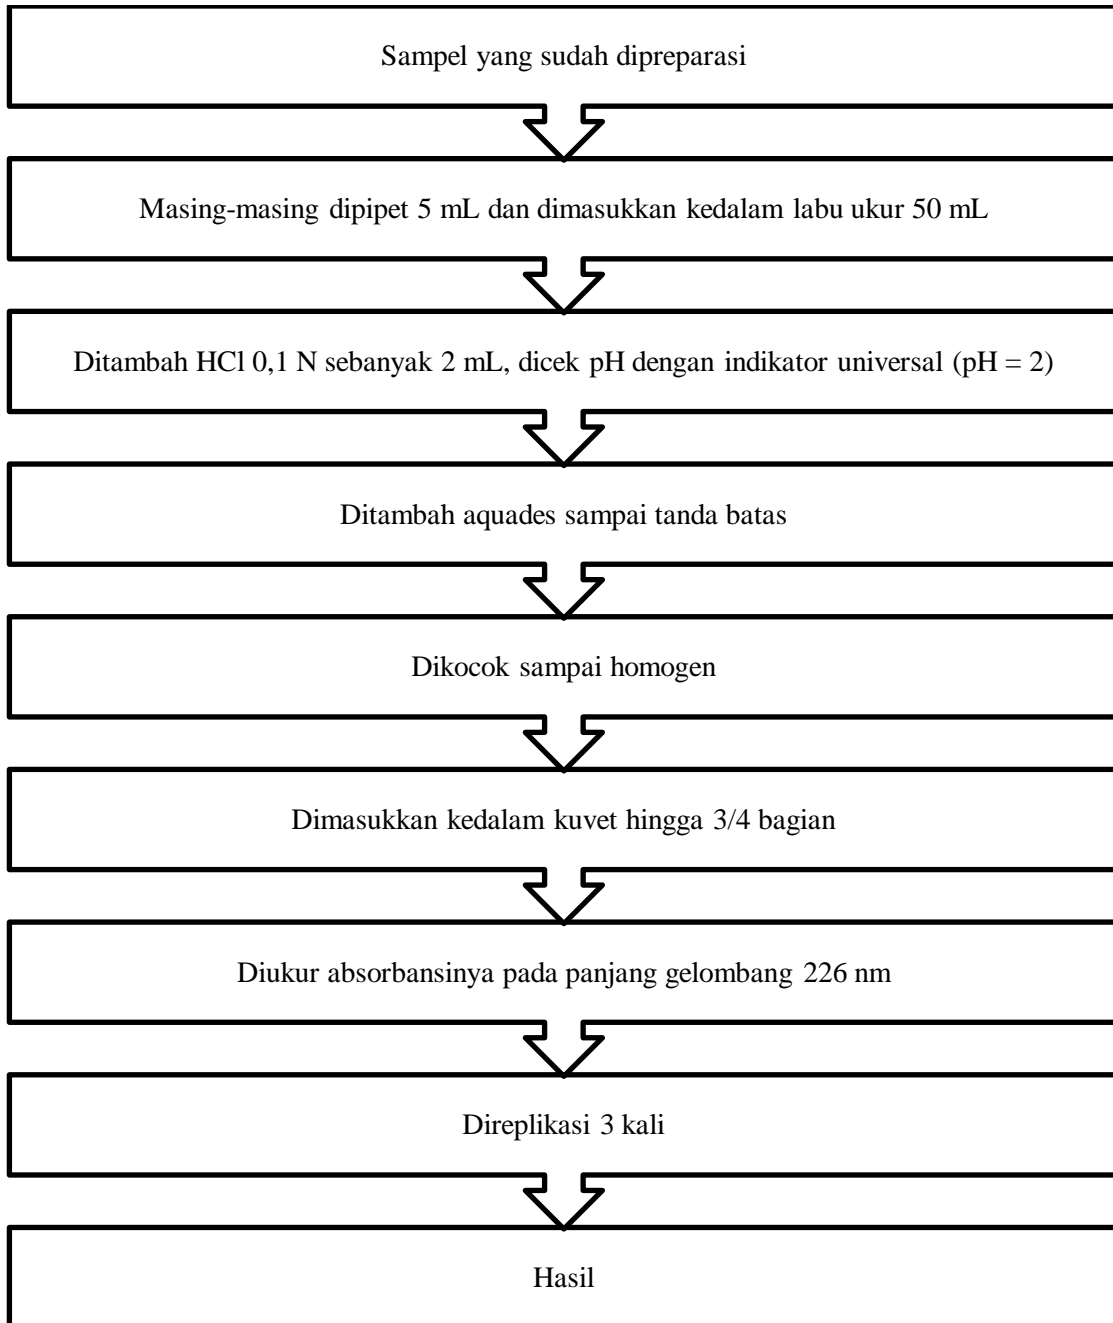 Sampel yang sudah dipreparasi
Masing-masing dipipet 5 mL dan dimasukkan kedalam labu ukur 50 mL
Ditambah HCl 0,1 N sebanyak 2 mL, dicek pH dengan indikator universal (pH = 2)
Ditambah aquades sampai tanda batas
Dikocok sampai homogen
Dimasukkan kedalam kuvet hingga 3/4 bagian
Diukur absorbansinya pada panjang gelombang 226 nm
Direplikasi 3 kali
Hasil